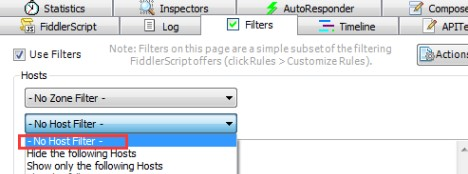 Statistics Inspectors AutoResponder Compose
FiddlerScript Log Filters Timeline APITe
Use Filters Note: Filters on this page are a simple subset of the filtering Actions
FiddlerScript offers (click Rules > Customize Rules).
Hosts
- No Zone Filter -
- No Host Filter -
- No Host Filter -
Hide the following Hosts
Show only the following Hosts